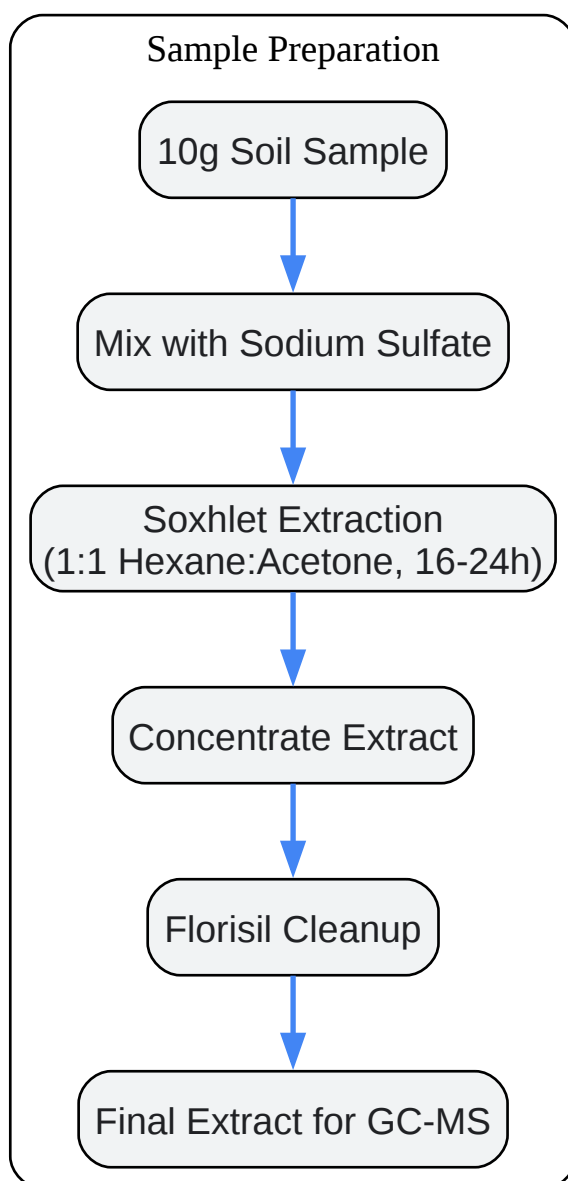 Sample Preparation
10g Soil Sample
Mix with Sodium Sulfate
Soxhlet Extraction
(1:1 Hexane:Acetone, 16-24h)
Concentrate Extract
Florisil Cleanup
Final Extract for GC-MS